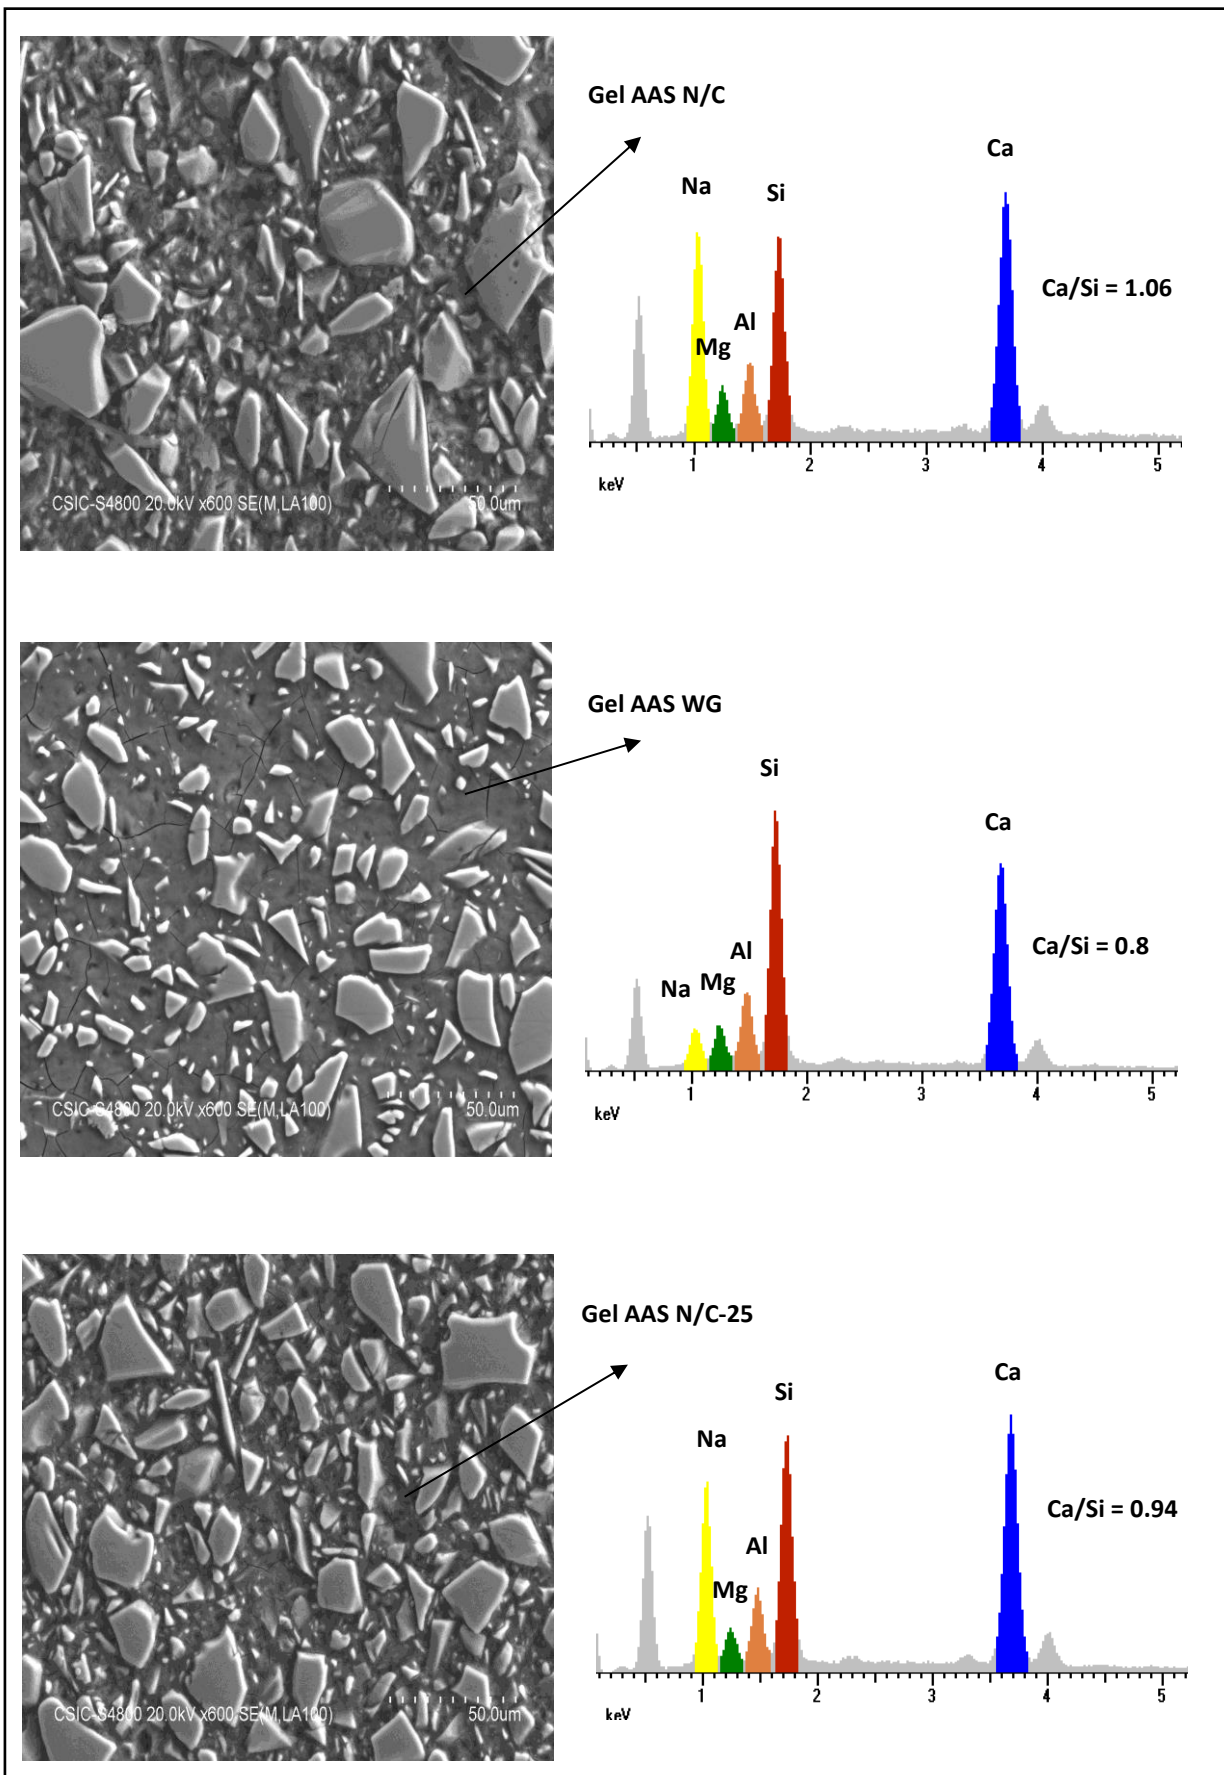 Gel AAS N/C
Ca
Na
Si
Ca/Si = 1.06
Al
Mg
1 2 3 4 5
keV
CSIC-S4800 20.0kV x600 SE(M,LA100) 50.0um
Gel AAS WG
Si
Ca
Ca/Si = 0.8
Al
Na
Mg
1 2 3 4 5
keV
CSIC-S4800 20.0kV x600 SE(M,LA100) 50.0um
Gel AAS N/C-25
Ca
Si
Na
Ca/Si = 0.94
Al
Mg
1 2 3 4 5
keV
CSIC-S4800 20.0kV x600 SE(M,LA100) 50.0um